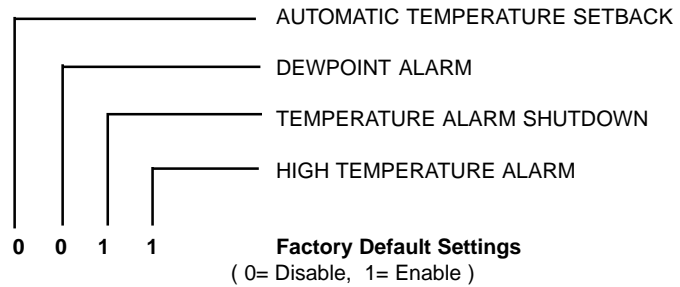 AUTOMATIC TEMPERATURE SETBACK
DEWPOINT ALARM
TEMPERATURE ALARM SHUTDOWN
HIGH TEMPERATURE ALARM
0 0 1 1 Factory Default Settings
( 0= Disable, 1= Enable )